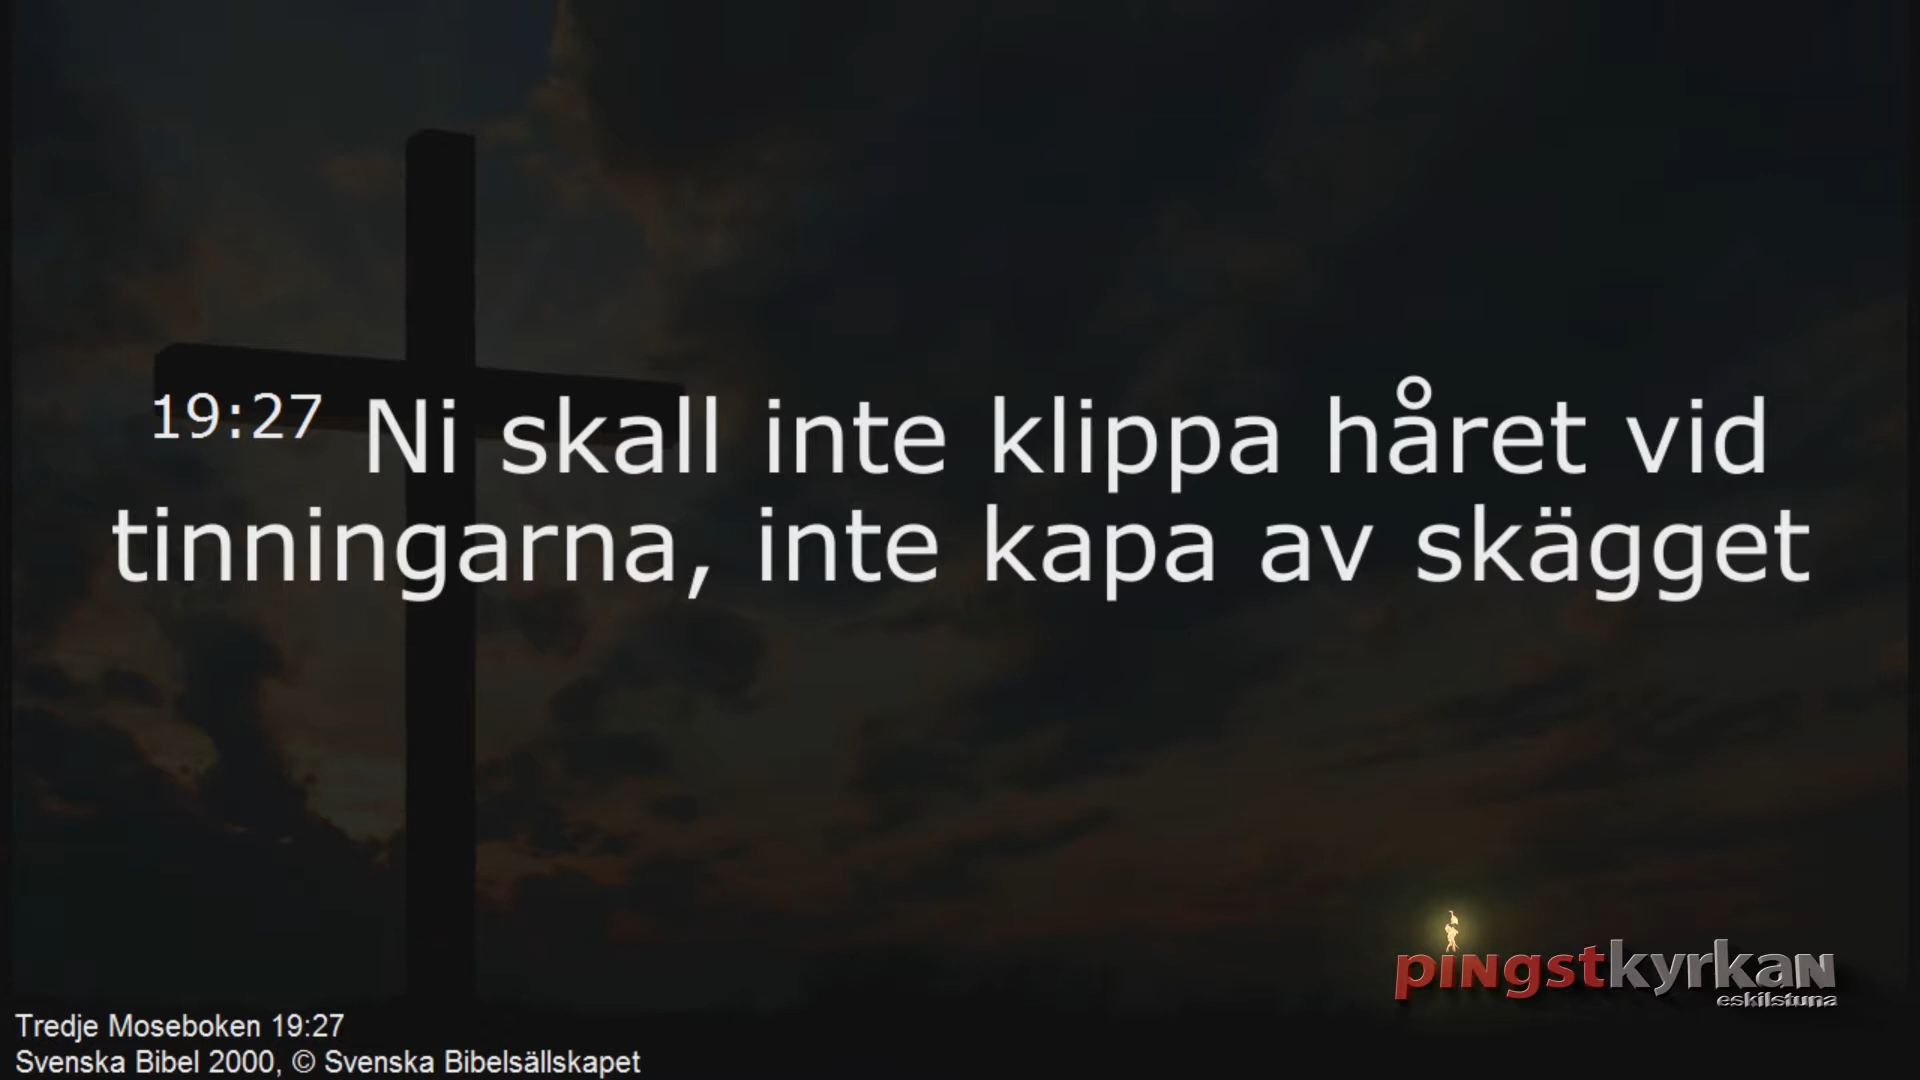 19:27 Ni skall inte klippa håret vid
tinningarna, inte kapa av skägget
pingstkyrkan
eskilstuna
Tredje Moseboken 19:27
Svenska Bibel 2000, © Svenska Bibelsällskapet